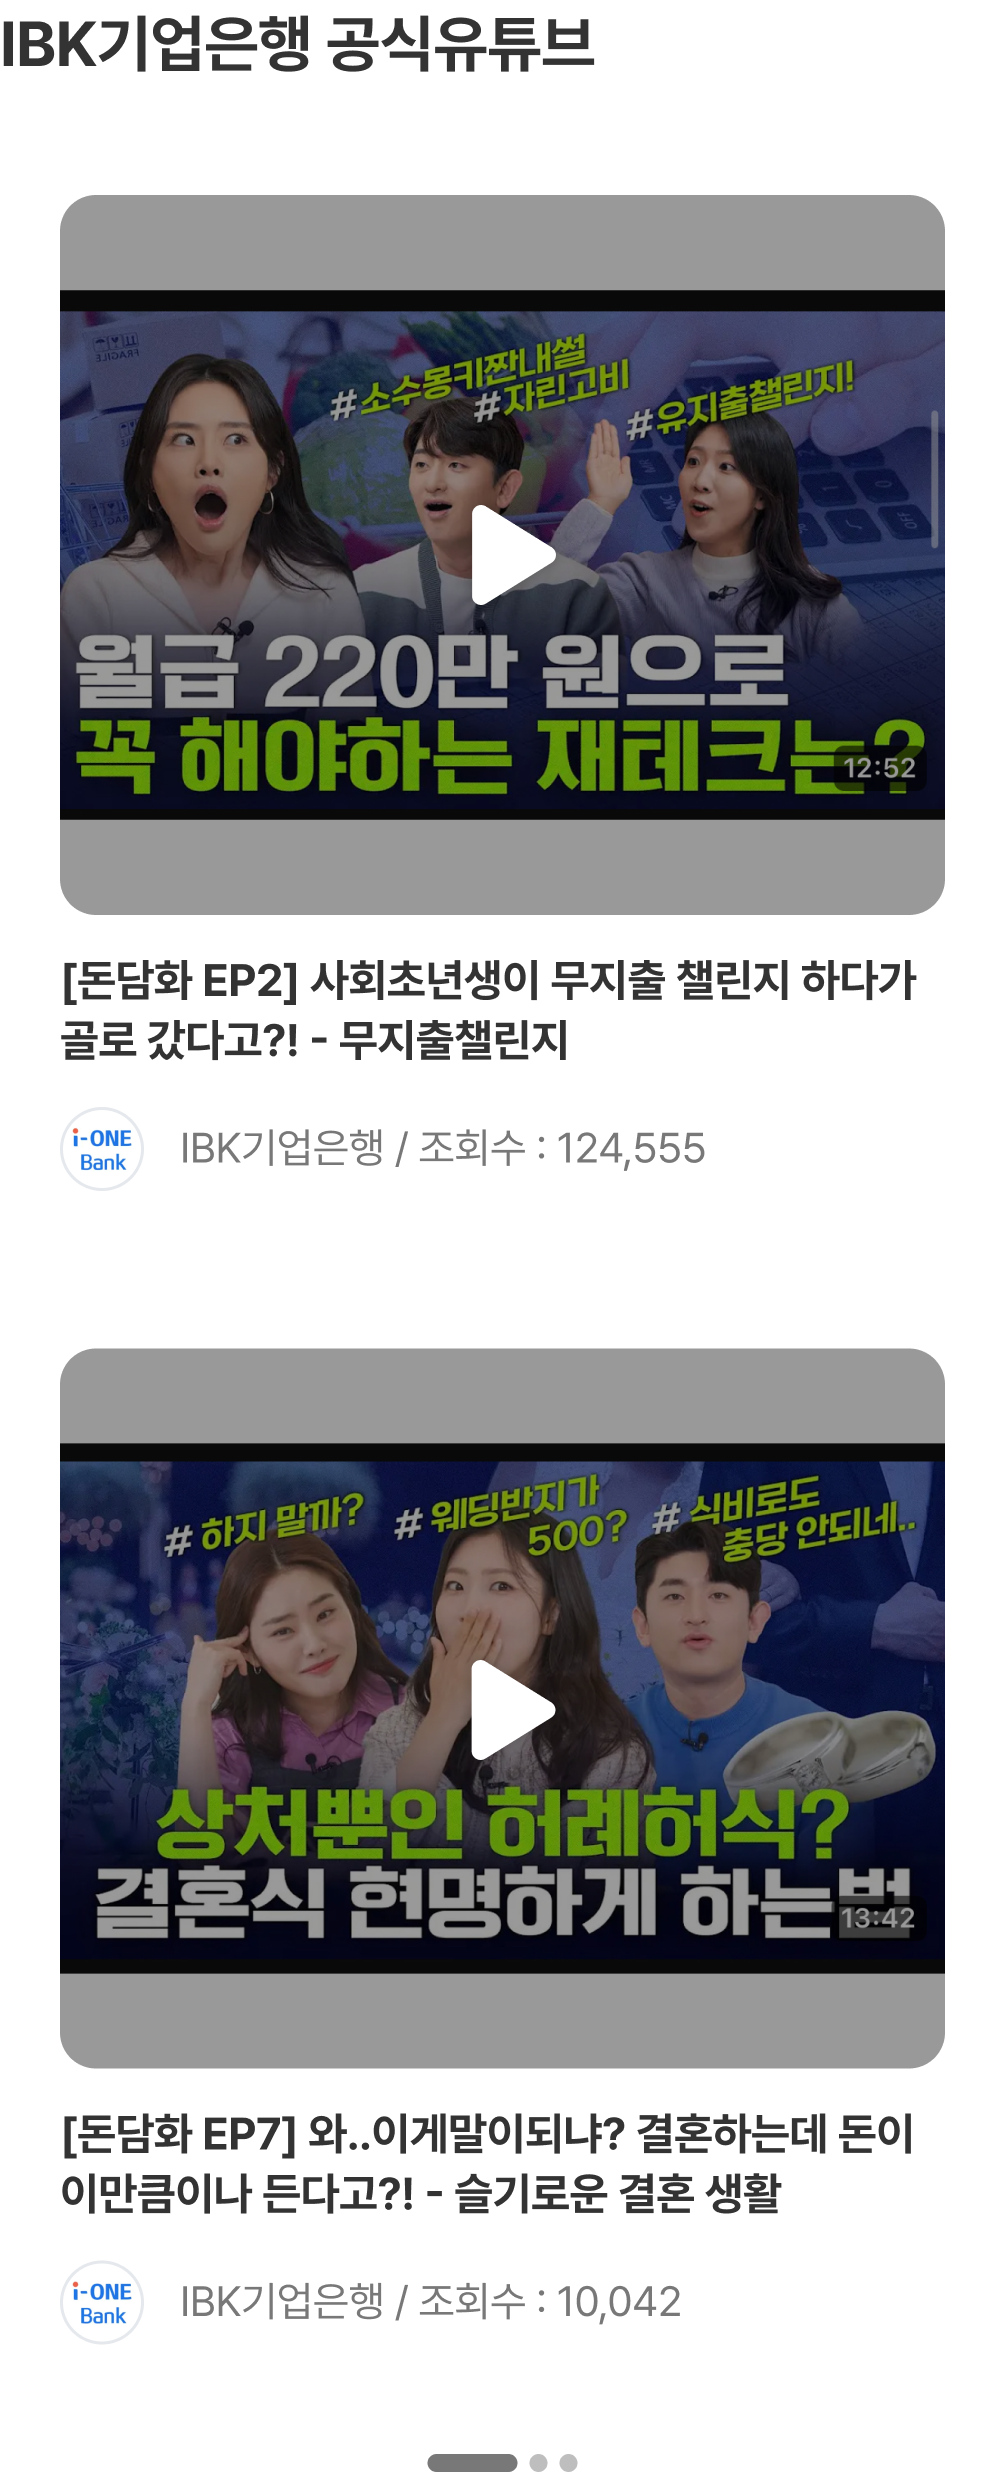 IBK기업은행 공식유튜브
FRAGILE
#소수몽키짠내썰
#자린고비
#유지출챌린지!
월급 220만 원으로
꼭 해야하는 재테크는?
12:52
[돈담화 EP2] 사회초년생이 무지출 챌린지 하다가
골로 갔다고?! - 무지출챌린지
i-ONE
Bank
IBK기업은행 / 조회수 : 124,555
# 하지 말까?
# 웨딩반지가
500?
# 식비로도
충당 안되네..
상처뿐인 허례허식?
결혼식 현명하게 하는법
13:42
[돈담화 EP7] 와..이게말이되냐? 결혼하는데 돈이
이만큼이나 든다고?! - 슬기로운 결혼 생활
i-ONE
Bank
IBK기업은행 / 조회수 : 10,042